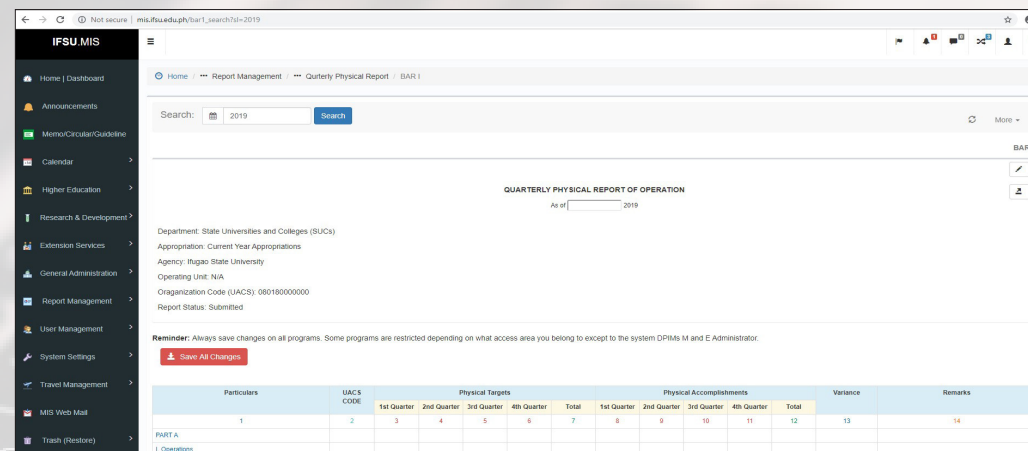 Not secure | mis.ifsu.edu.ph/bar1_search?sl=2019
IFSU.MIS
Home | Dashboard
Announcements
Memo/Circular/Guideline
Calendar
Higher Education
Research & Development
Extension Services
General Administration
Report Management
User Management
System Settings
Travel Management
MIS Web Mail
Trash (Restore)
Home / Report Management / Qurterly Physical Report / BAR I
Search: 2019 Search
More
BAR
QUARTERLY PHYSICAL REPORT OF OPERATION
As of 2019
Department: State Universities and Colleges (SUCs)
Appropriation: Current Year Appropriations
Agency: Ifugao State University
Operating Unit: N/A
Oraganization Code (UACS): 080180000000
Report Status: Submitted
Reminder: Always save changes on all programs. Some programs are restricted depending on what access area you belong to except to the system DPIMs M and E Administrator.
Save All Changes
Particulars UACS CODE Physical Targets Physical Accomplishments Variance Remarks
1st Quarter 2nd Quarter 3rd Quarter 4th Quarter Total 1st Quarter 2nd Quarter 3rd Quarter 4th Quarter Total
1 2 3 4 5 6 7 8 9 10 11 12 13 14
PART A
I. Operations